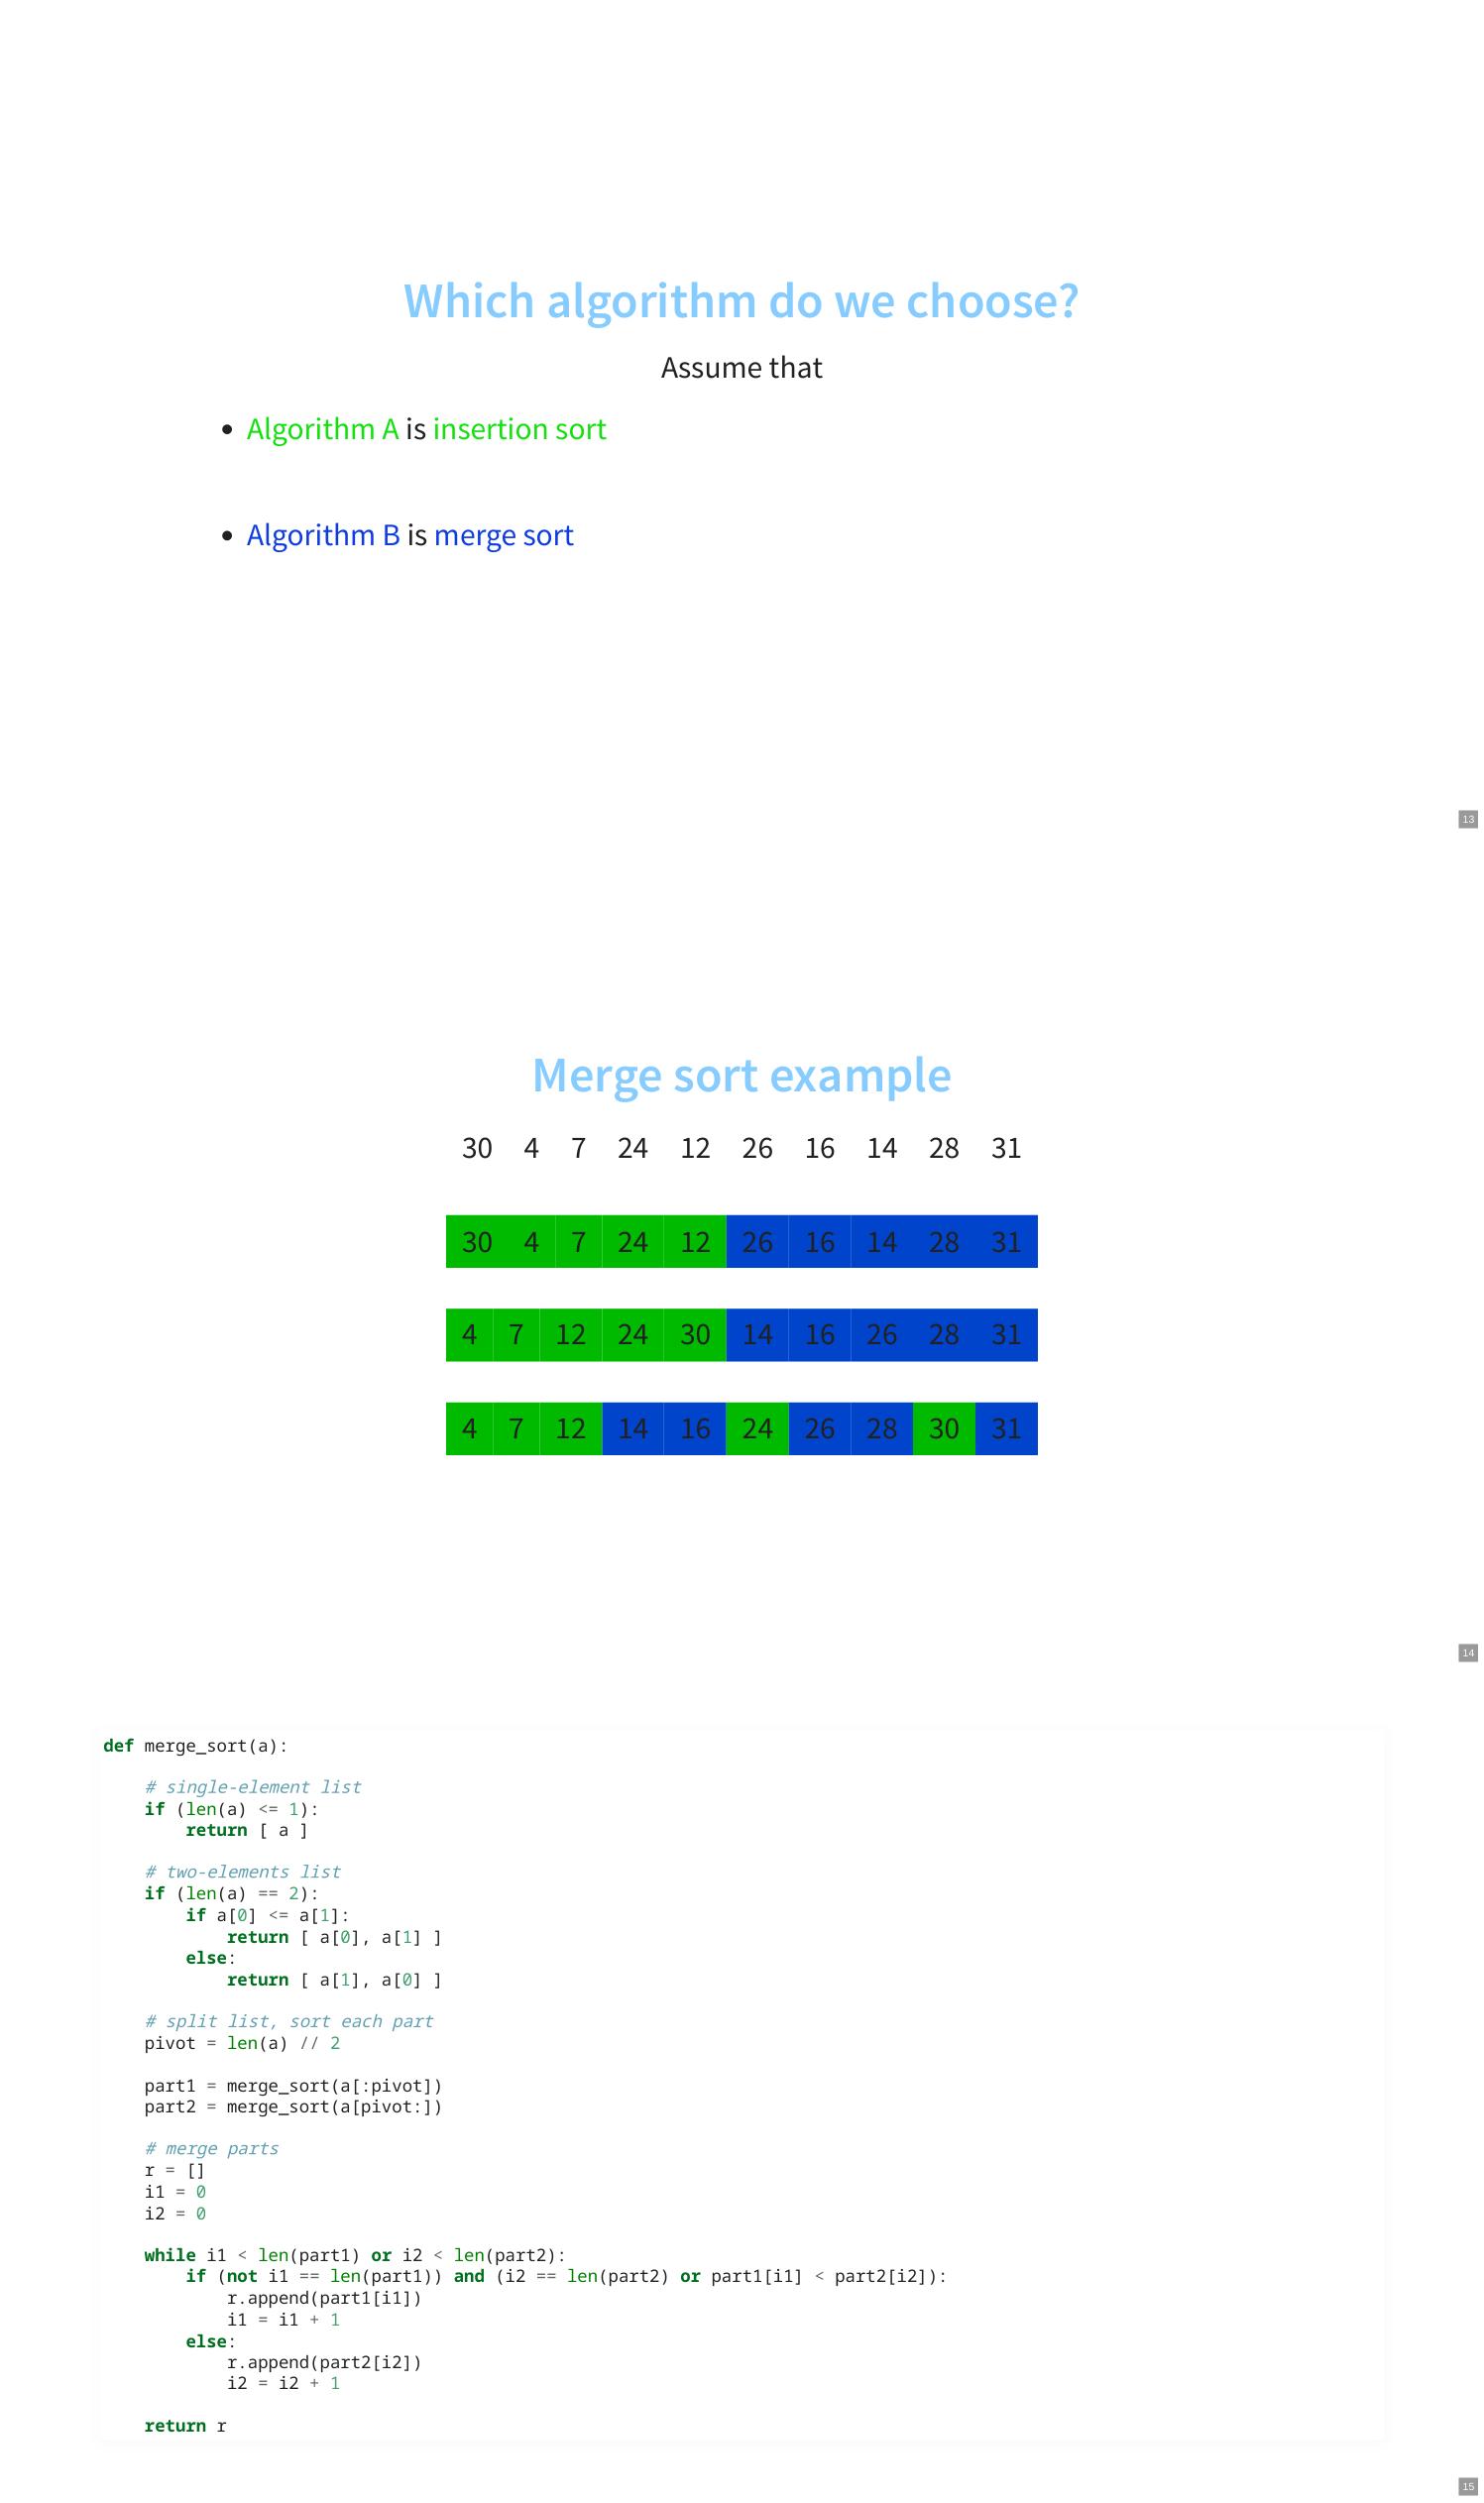 Which algorithm do we choose?
Assume that
• Algorithm A is insertion sort
• Algorithm B is merge sort
13
Merge sort example
30 4 7 24 12 26 16 14 28 31
30 4 7 24 12 26 16 14 28 31
4 7 12 24 30 14 16 26 28 31
4 7 12 14 16 24 26 28 30 31
14
def merge_sort(a):
    # single-element list
    if (len(a) <= 1):
        return [ a ]
    # two-elements list
    if (len(a) == 2):
        if a[0] <= a[1]:
            return [ a[0], a[1] ]
        else:
            return [ a[1], a[0] ]
    # split list, sort each part
    pivot = len(a) // 2
    part1 = merge_sort(a[:pivot])
    part2 = merge_sort(a[pivot:])
    # merge parts
    r = []
    i1 = 0
    i2 = 0
    while i1 < len(part1) or i2 < len(part2):
        if (not i1 == len(part1)) and (i2 == len(part2) or part1[i1] < part2[i2]):
            r.append(part1[i1])
            i1 = i1 + 1
        else:
            r.append(part2[i2])
            i2 = i2 + 1
    return r
15